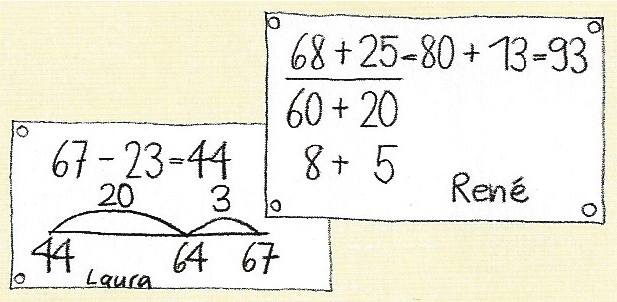 68 + 25 = 80 + 13 = 93
60 + 20
8 + 5
René
67 - 23 = 44
20 3
44 64 67
Laura